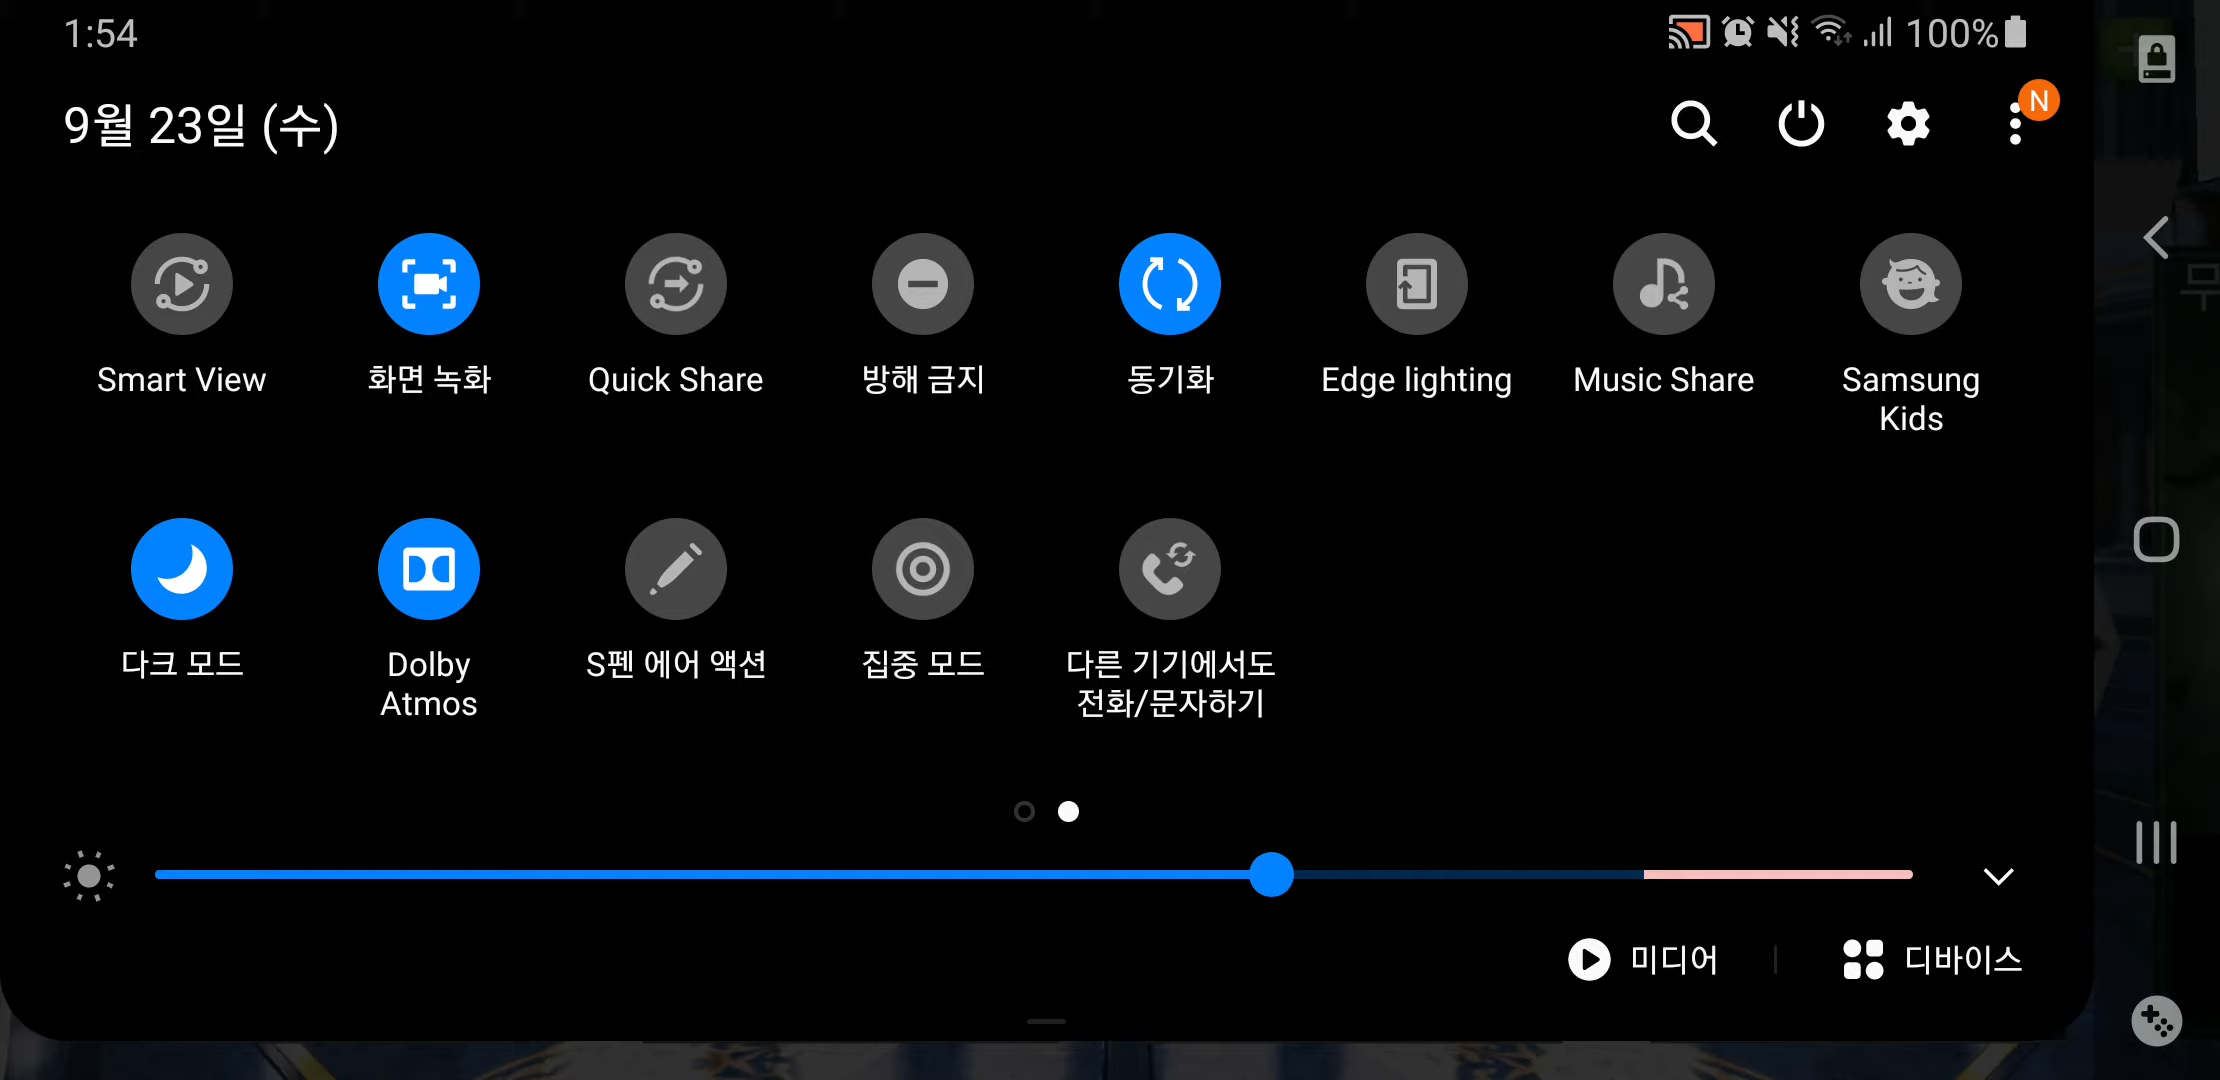 1:54
100%
9월 23일 (수)
N
Smart View
화면 녹화
Quick Share
방해 금지
동기화
Edge lighting
Music Share
Samsung
Kids
다크 모드
Dolby
Atmos
S펜 에어 액션
집중 모드
다른 기기에서도
전화/문자하기
미디어
디바이스
무